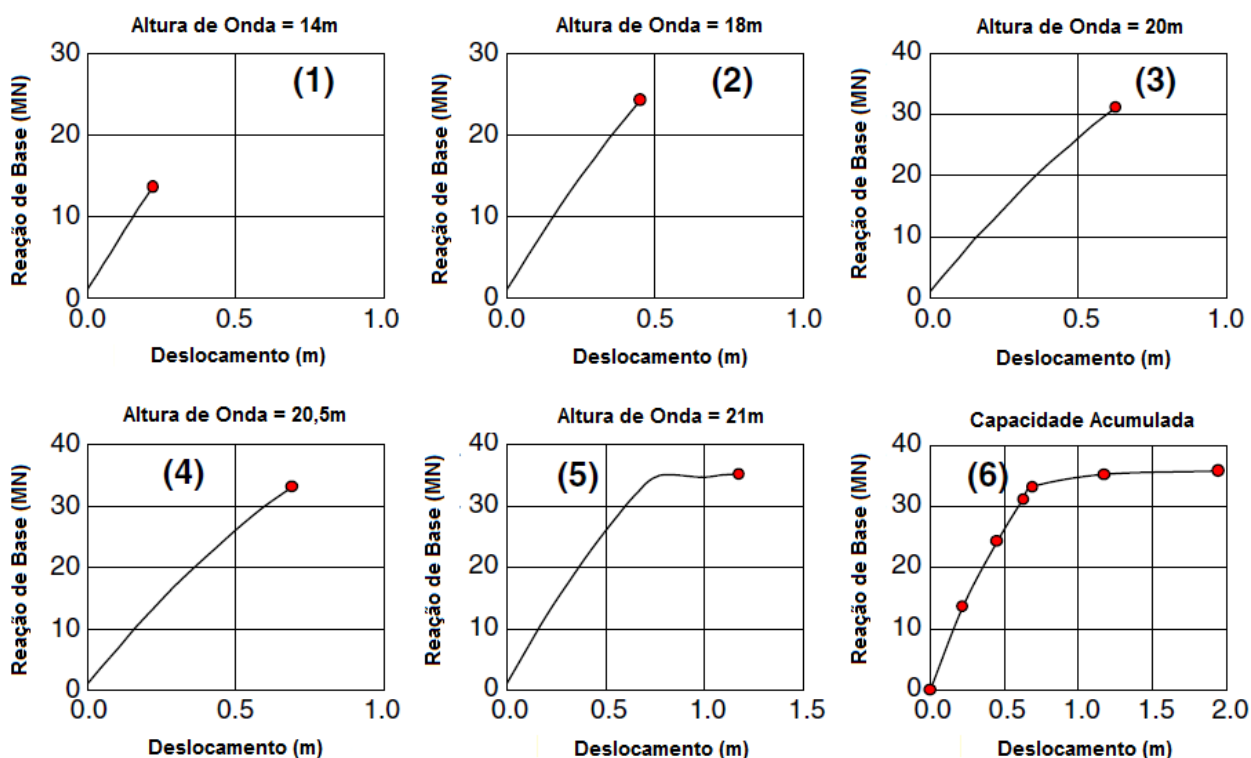 Altura de Onda = 14m
Reação de Base (MN)
30
20
10
0
(1)
0.0 0.5 1.0
Deslocamento (m)
Altura de Onda = 18m
Reação de Base (MN)
30
20
10
0
(2)
0.0 0.5 1.0
Deslocamento (m)
Altura de Onda = 20m
Reação de Base (MN)
40
30
20
10
0
(3)
0.0 0.5 1.0
Deslocamento (m)
Altura de Onda = 20,5m
Reação de Base (MN)
40
30
20
10
0
(4)
0.0 0.5 1.0
Deslocamento (m)
Altura de Onda = 21m
Reação de Base (MN)
40
30
20
10
0
(5)
0.0 0.5 1.0 1.5
Deslocamento (m)
Capacidade Acumulada
Reação de Base (MN)
40
30
20
10
0
(6)
0.0 0.5 1.0 1.5 2.0
Deslocamento (m)